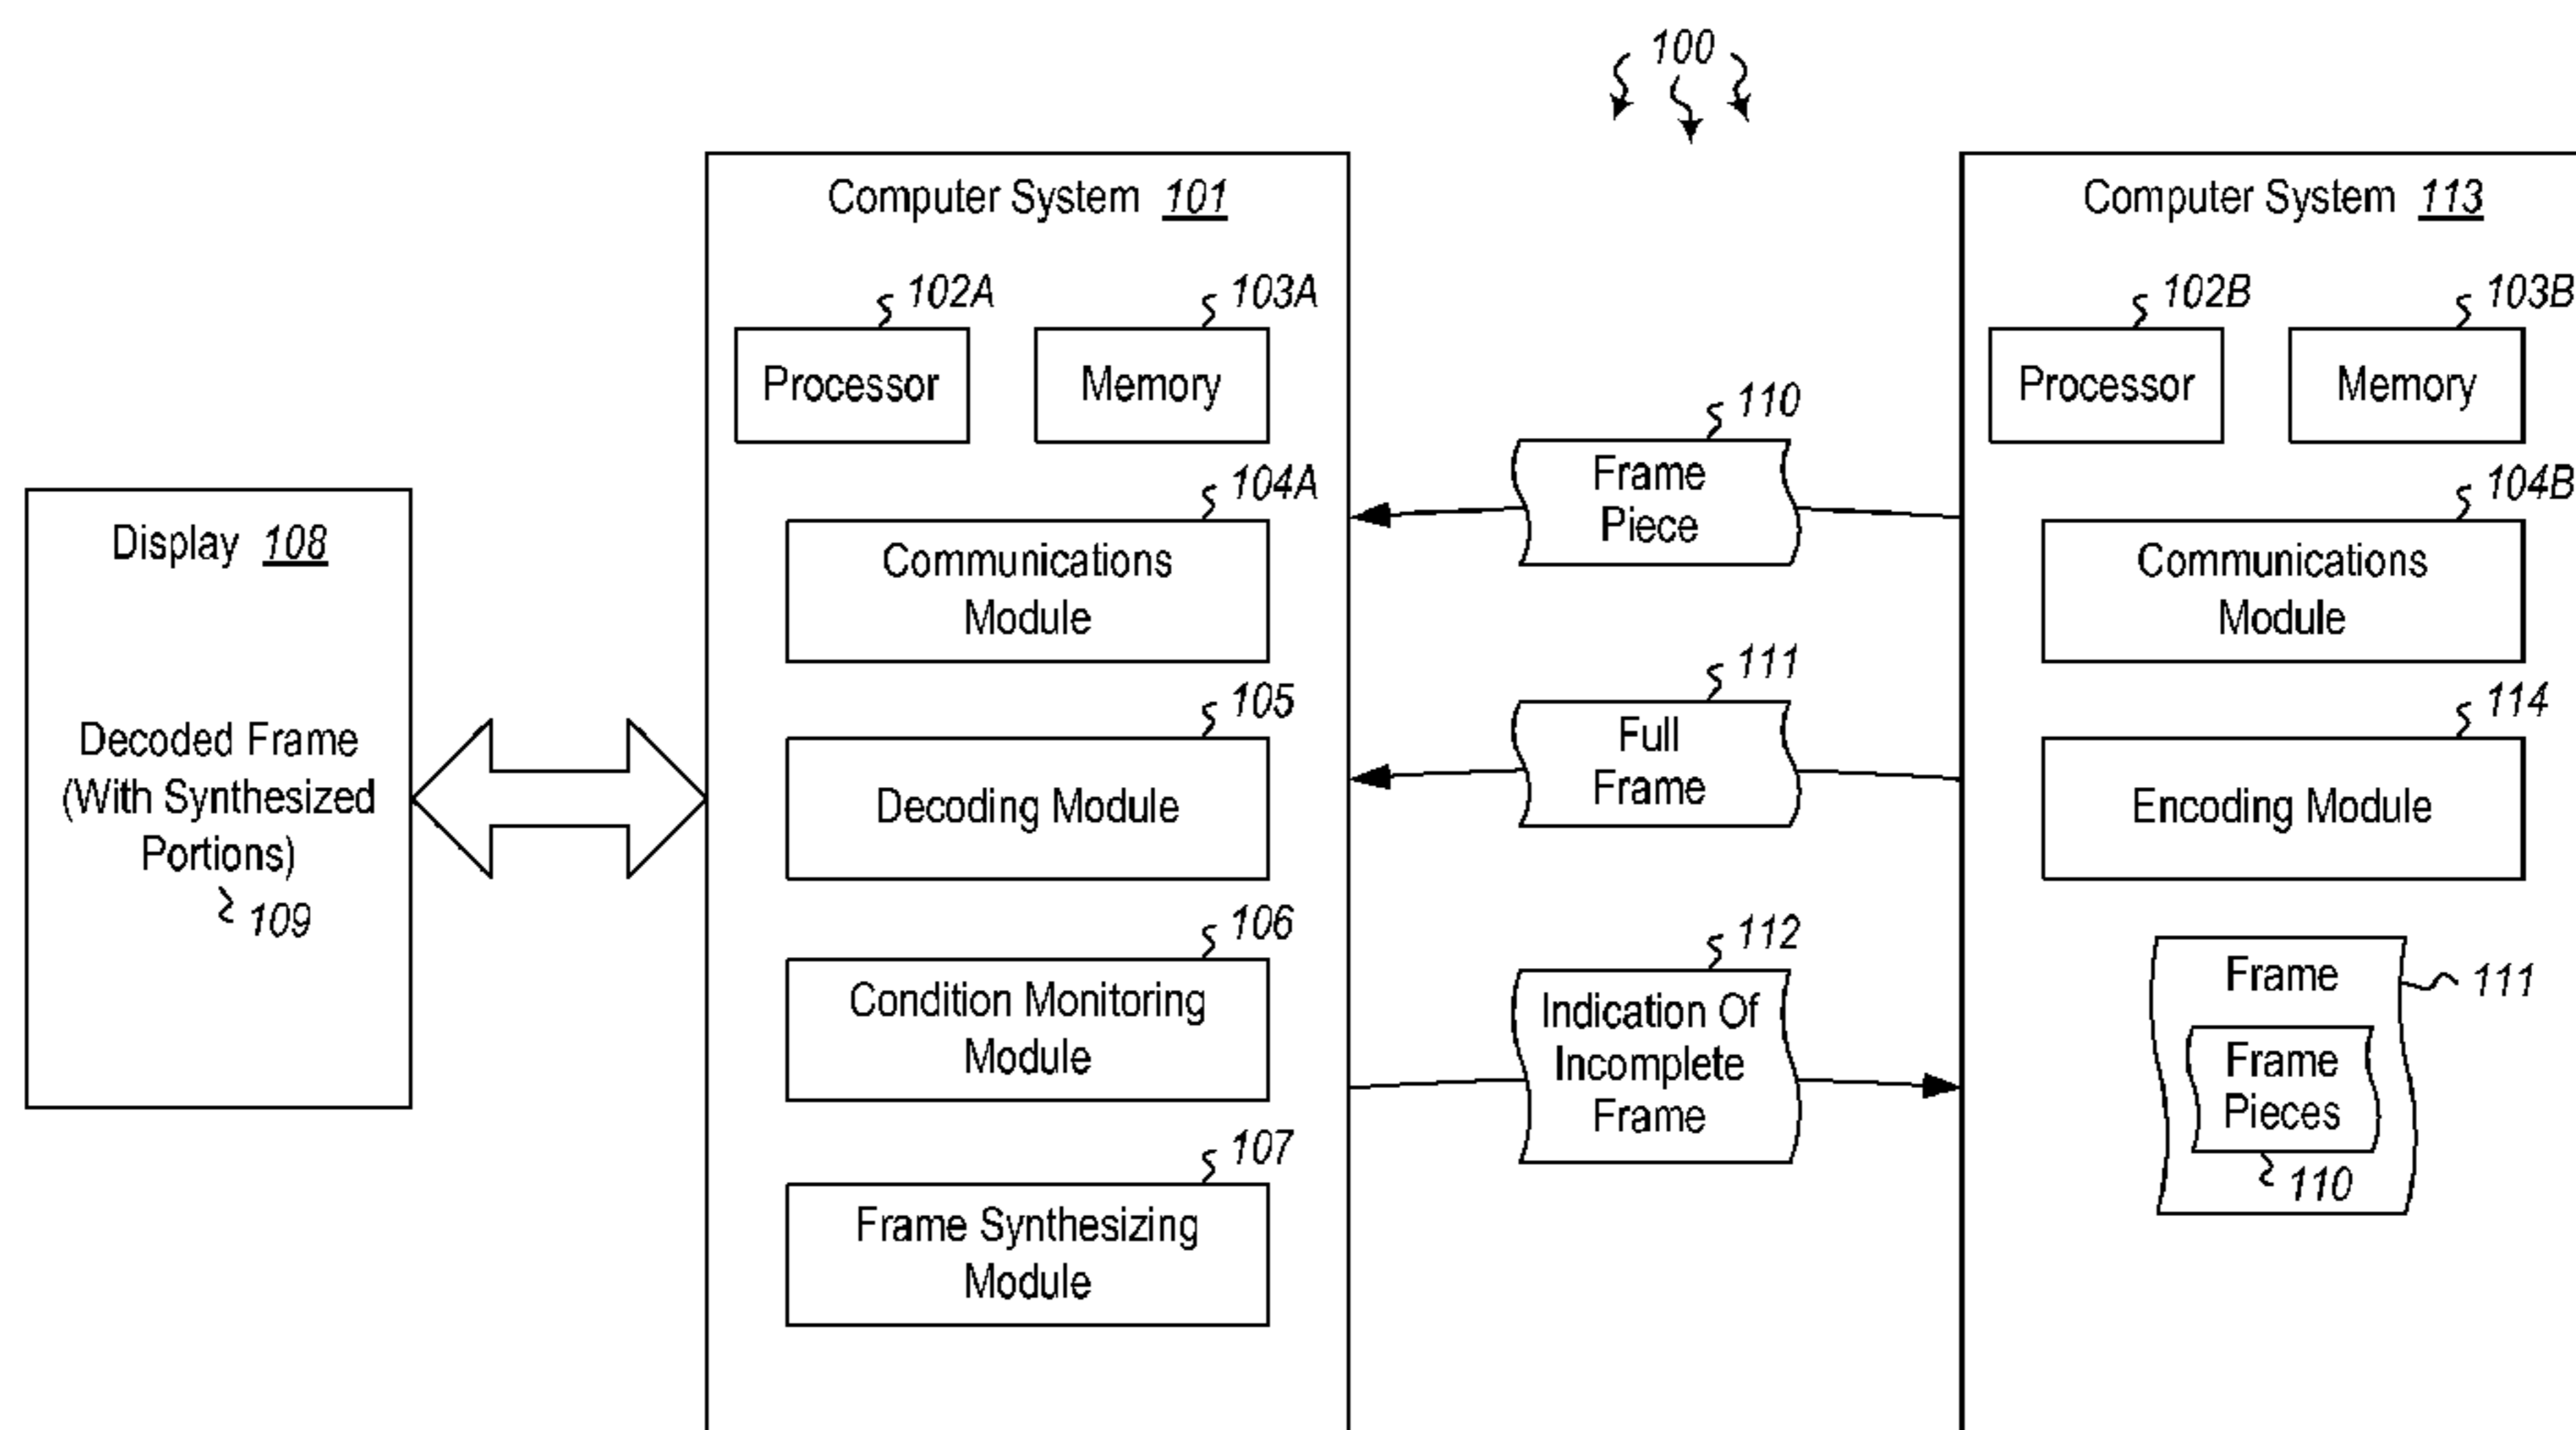 100
Display 108
Decoded Frame
(With Synthesized
Portions)
109
Computer System 101
102A
Processor
103A
Memory
104A
Communications
Module
105
Decoding Module
106
Condition Monitoring
Module
107
Frame Synthesizing
Module
110
Frame
Piece
111
Full
Frame
112
Indication Of
Incomplete
Frame
Computer System 113
102B
Processor
103B
Memory
104B
Communications
Module
114
Encoding Module
Frame
111
Frame
Pieces
110